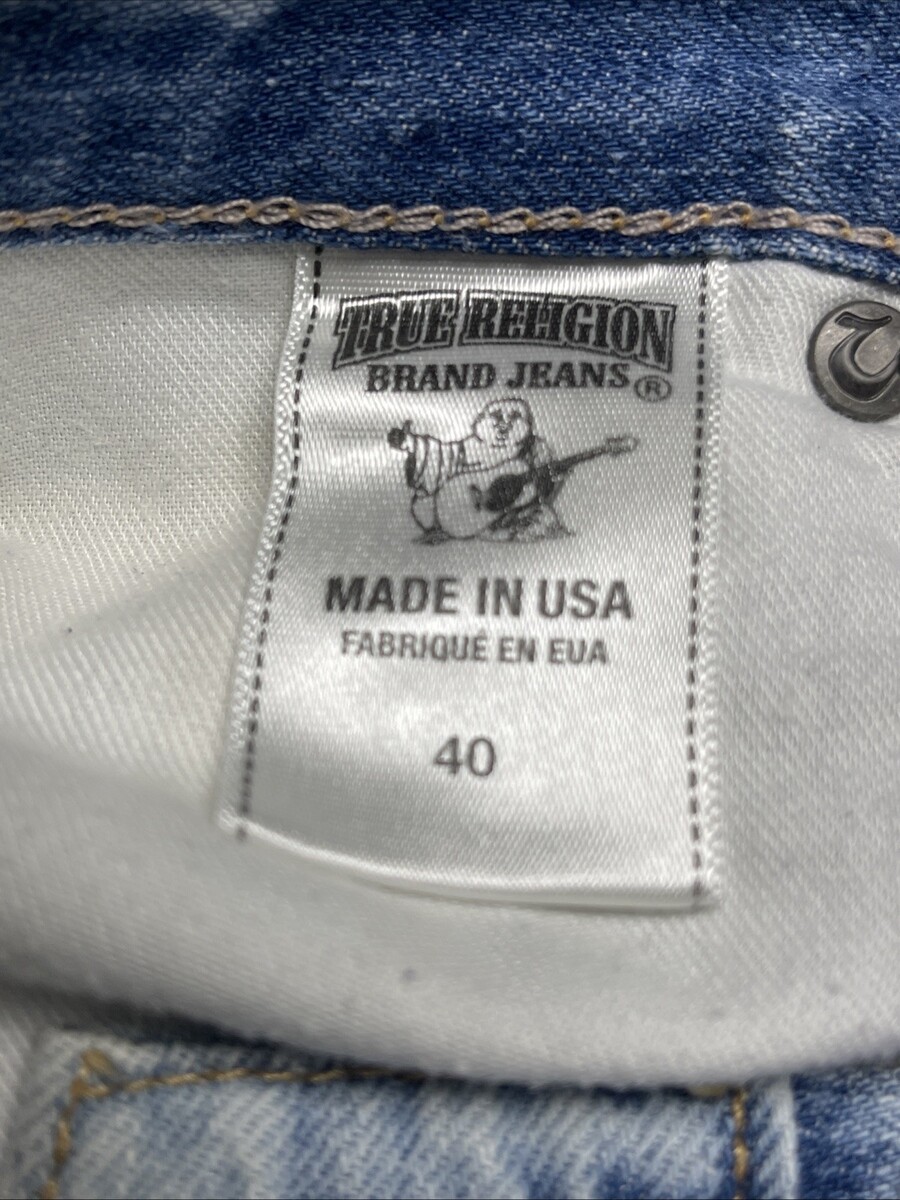 TRUE RELIGION
BRAND JEANS®
MADE IN USA
FABRIQUÉ EN EUA
40